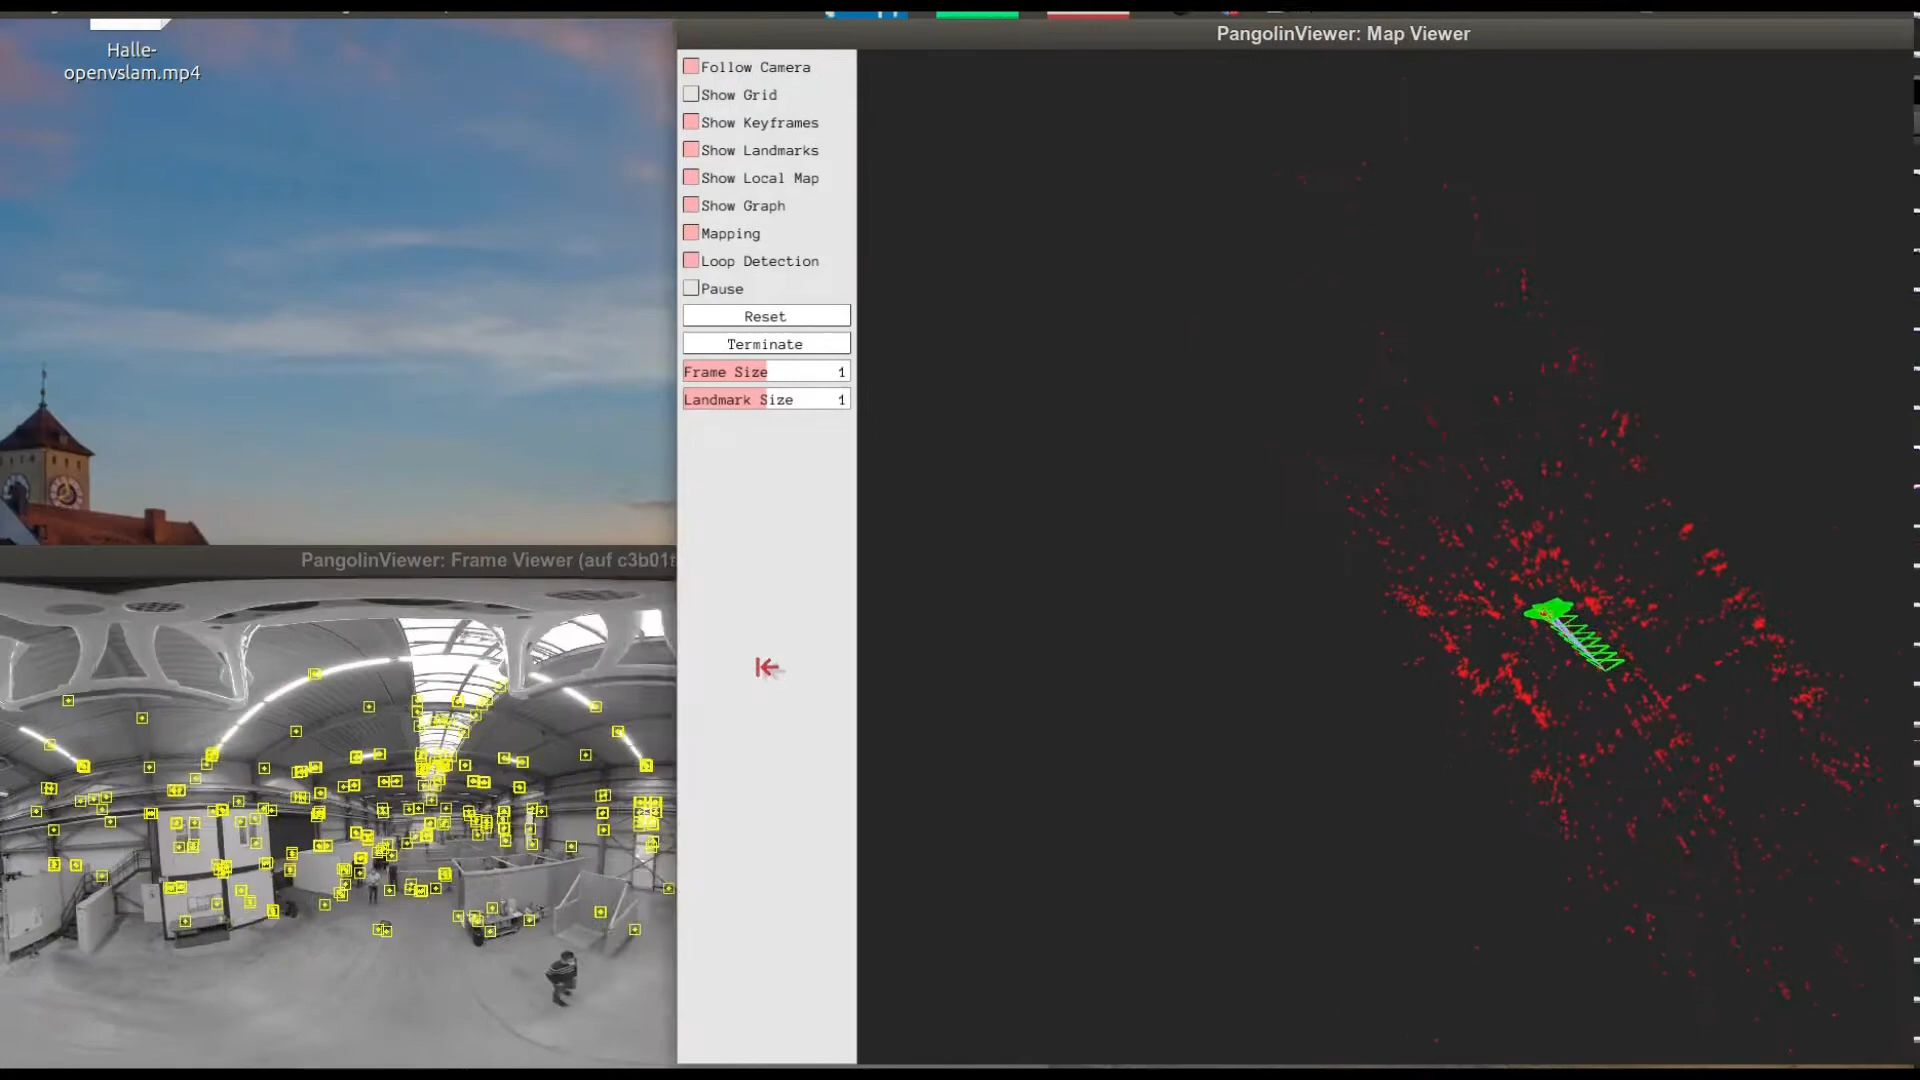 Halle-
openvslam.mp4
PangolinViewer: Map Viewer
Follow Camera
Show Grid
Show Keyframes
Show Landmarks
Show Local Map
Show Graph
Mapping
Loop Detection
Pause
Reset
Terminate
Frame Size 1
Landmark Size 1
PangolinViewer: Frame Viewer (auf c3b01f